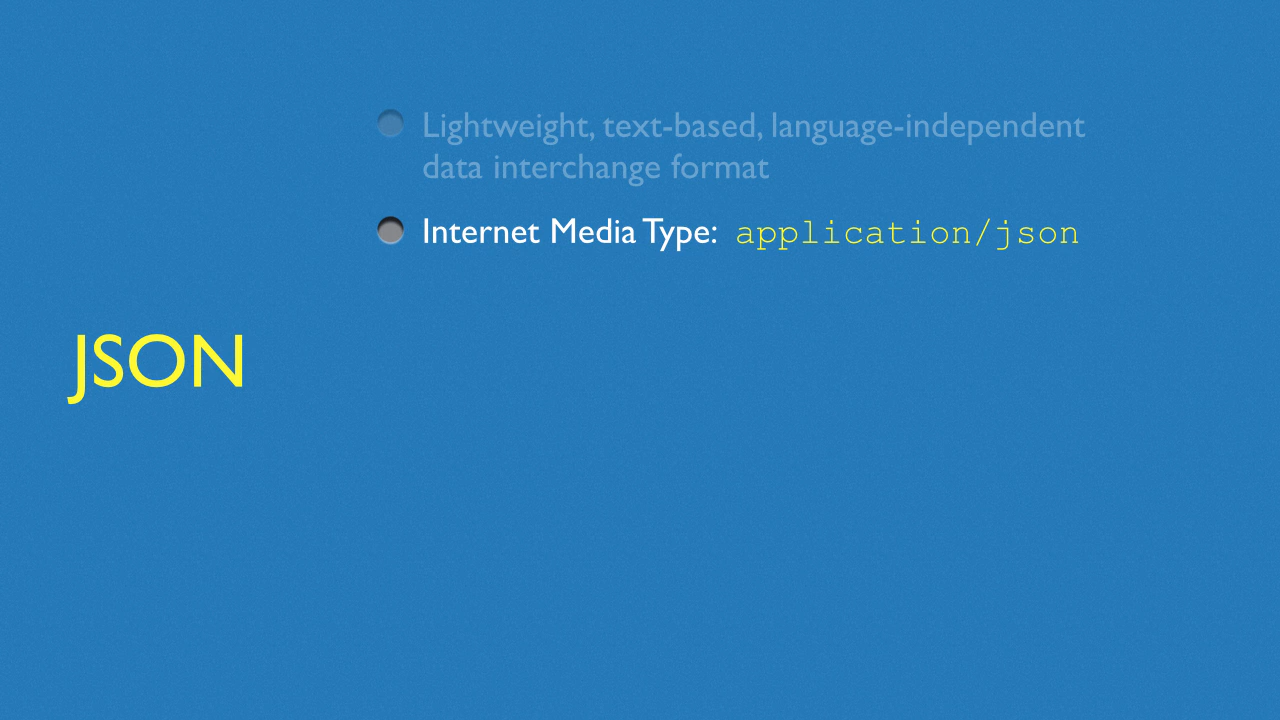 JSON
Lightweight, text-based, language-independent
data interchange format
Internet Media Type: application/json